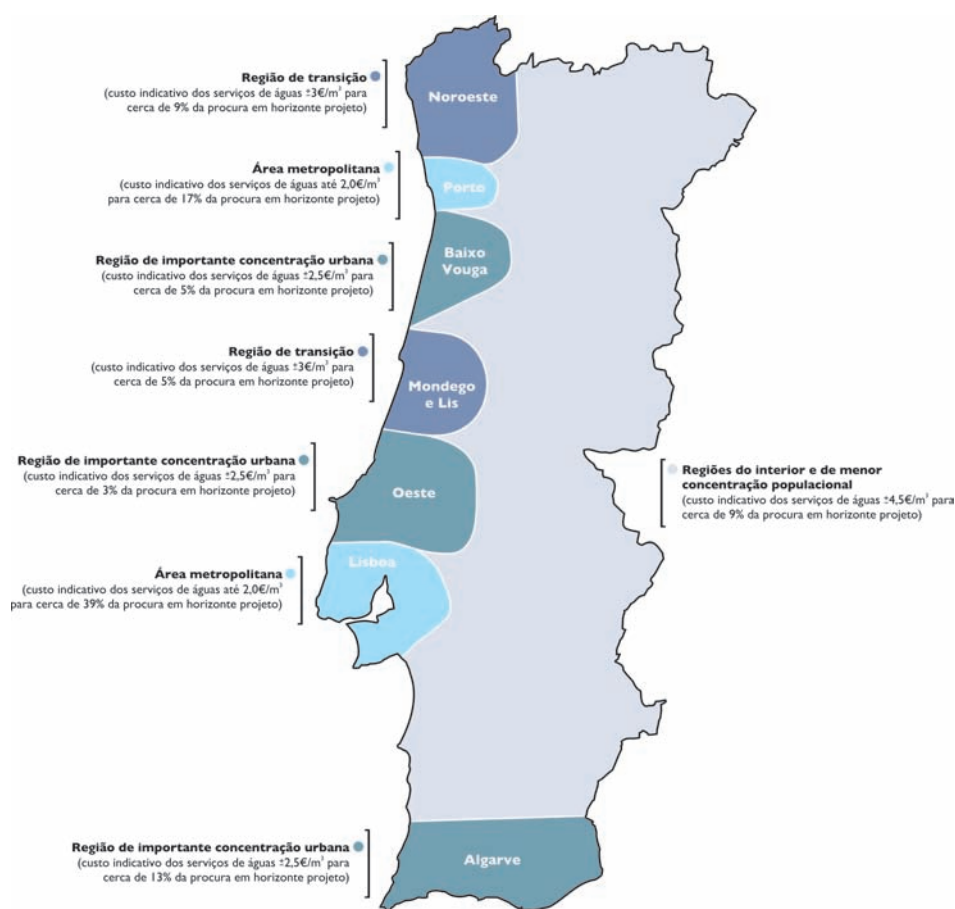 Região de transição
(custo indicativo dos serviços de águas ±3€/m³ para
cerca de 9% da procura em horizonte projeto)
Noroeste
Área metropolitana
(custo indicativo dos serviços de águas até 2,0€/m³
para cerca de 17% da procura em horizonte projeto)
Porto
Região de importante concentração urbana
(custo indicativo dos serviços de águas ±2,5€/m³ para
cerca de 5% da procura em horizonte projeto)
Baixo
Vouga
Região de transição
(custo indicativo dos serviços de águas ±3€/m³ para
cerca de 5% da procura em horizonte projeto)
Mondego
e Lis
Região de importante concentração urbana
(custo indicativo dos serviços de águas ±2,5€/m³ para
cerca de 3% da procura em horizonte projeto)
Oeste
Regiões do interior e de menor
concentração populacional
(custo indicativo dos serviços de águas ±4,5€/m³ para
cerca de 9% da procura em horizonte projeto)
Área metropolitana
(custo indicativo dos serviços de águas até 2,0€/m³
para cerca de 39% da procura em horizonte projeto)
Lisboa
Região de importante concentração urbana
(custo indicativo dos serviços de águas ±2,5€/m³ para
cerca de 13% da procura em horizonte projeto)
Algarve